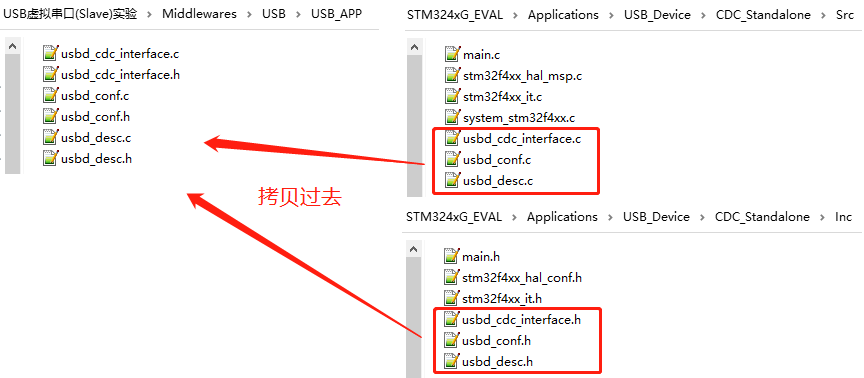 USB虚拟串口(Slave)实验 > Middlewares > USB > USB_APP
usbd_cdc_interface.c
usbd_cdc_interface.h
usbd_conf.c
usbd_conf.h
usbd_desc.c
usbd_desc.h
拷贝过去
STM324xG_EVAL > Applications > USB_Device > CDC_Standalone > Src
main.c
stm32f4xx_hal_msp.c
stm32f4xx_it.c
system_stm32f4xx.c
usbd_cdc_interface.c
usbd_conf.c
usbd_desc.c
STM324xG_EVAL > Applications > USB_Device > CDC_Standalone > Inc
main.h
stm32f4xx_hal_conf.h
stm32f4xx_it.h
usbd_cdc_interface.h
usbd_conf.h
usbd_desc.h